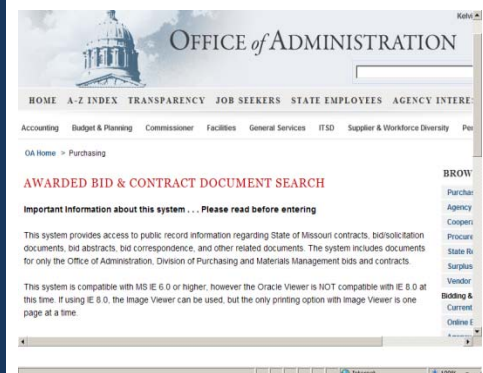 Kelvi
OFFICE of ADMINISTRATION
HOME A-Z INDEX TRANSPARENCY JOB SEEKERS STATE EMPLOYEES AGENCY INTERE
Accounting Budget & Planning Commissioner Facilities General Services ITSD Supplier & Workforce Diversity Per
OA Home > Purchasing
AWARDED BID & CONTRACT DOCUMENT SEARCH
Important Information about this system . . . Please read before entering
This system provides access to public record information regarding State of Missouri contracts, bid/solicitation
documents, bid abstracts, bid correspondence, and other related documents. The system includes documents
for only the Office of Administration, Division of Purchasing and Materials Management bids and contracts.
This system is compatible with MS IE 6.0 or higher, however the Oracle Viewer is NOT compatible with IE 8.0 at
this time. If using IE 8.0, the Image Viewer can be used, but the only printing option with Image Viewer is one
page at a time.
BROW
Purchas
Agency
Coopera
Procure
State Re
Surplus
Vendor
Bidding &
Current
Online E